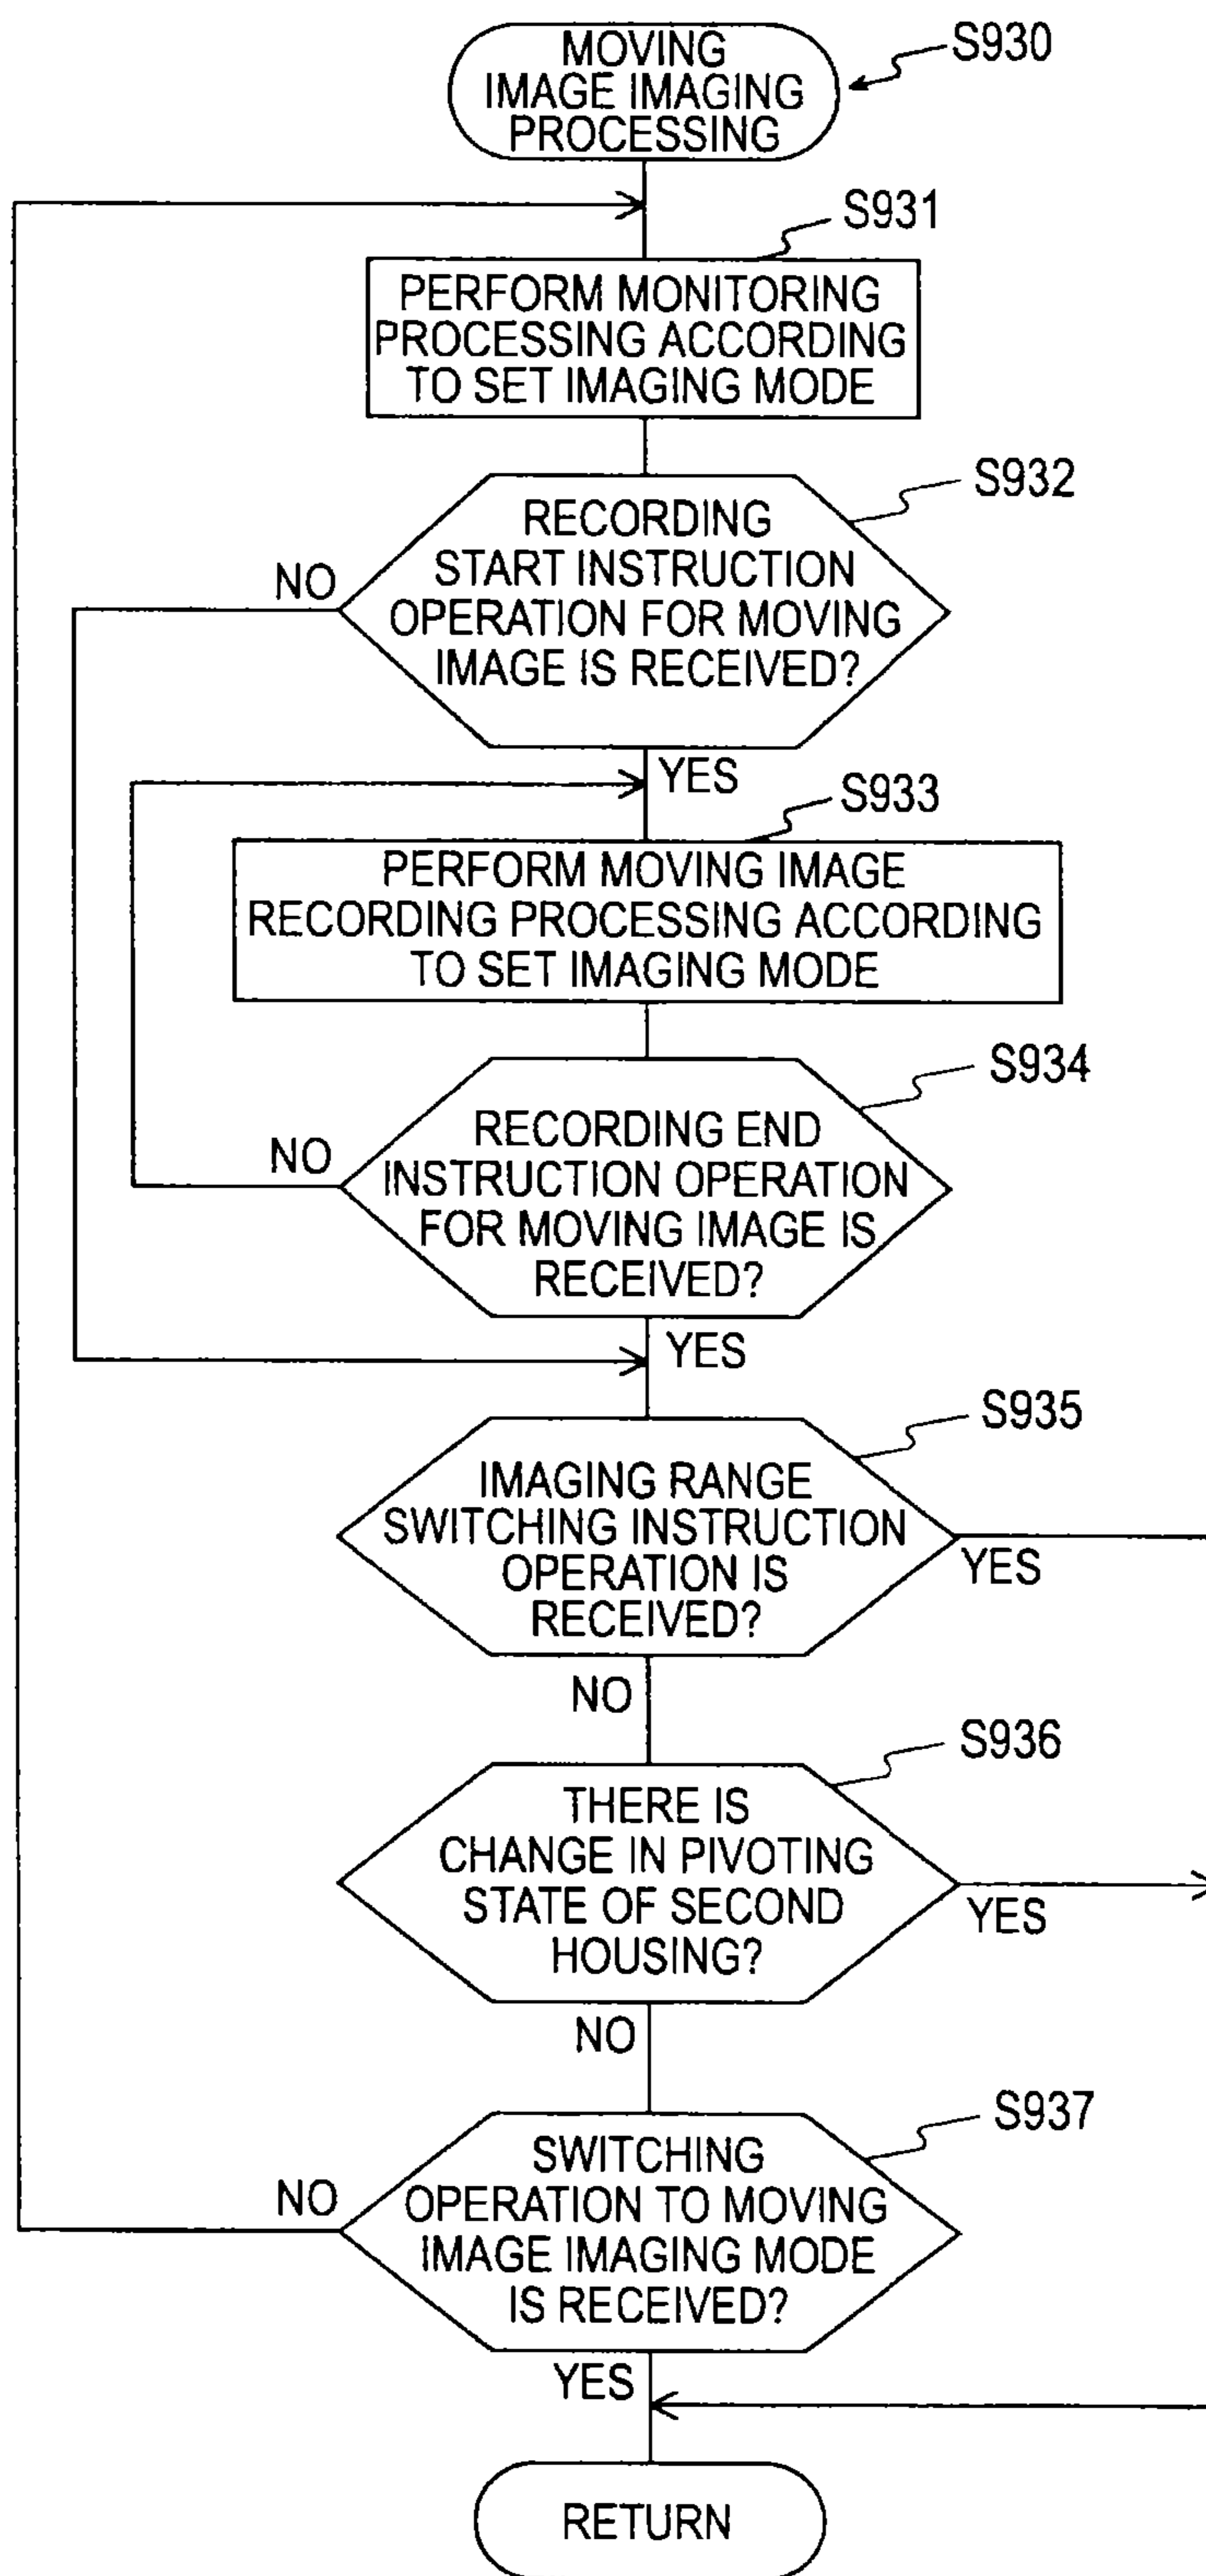 MOVING
IMAGE IMAGING
PROCESSING
S930
S931
PERFORM MONITORING
PROCESSING ACCORDING
TO SET IMAGING MODE
S932
RECORDING
START INSTRUCTION
OPERATION FOR MOVING
IMAGE IS RECEIVED?
NO
YES
S933
PERFORM MOVING IMAGE
RECORDING PROCESSING ACCORDING
TO SET IMAGING MODE
S934
RECORDING END
INSTRUCTION OPERATION
FOR MOVING IMAGE IS
RECEIVED?
NO
YES
S935
IMAGING RANGE
SWITCHING INSTRUCTION
OPERATION IS
RECEIVED?
YES
NO
S936
THERE IS
CHANGE IN PIVOTING
STATE OF SECOND
HOUSING?
YES
NO
S937
SWITCHING
OPERATION TO MOVING
IMAGE IMAGING MODE
IS RECEIVED?
NO
YES
RETURN